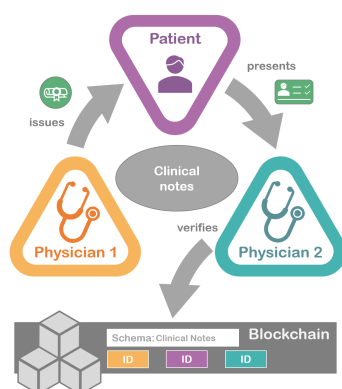 Patient
presents
issues
Clinical
notes
Physician 1
Physician 2
verifies
Blockchain
Schema: Clinical Notes
ID ID ID